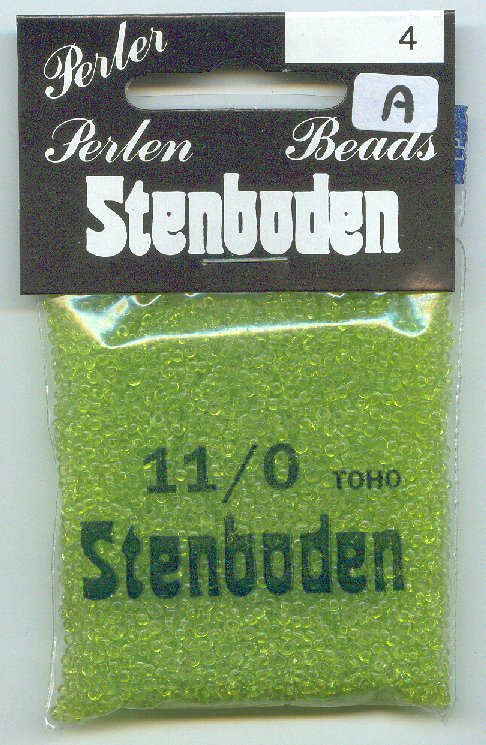 4
Perler
A
Perlen Beads
Stenboden
11/0 TOHO
Stenboden